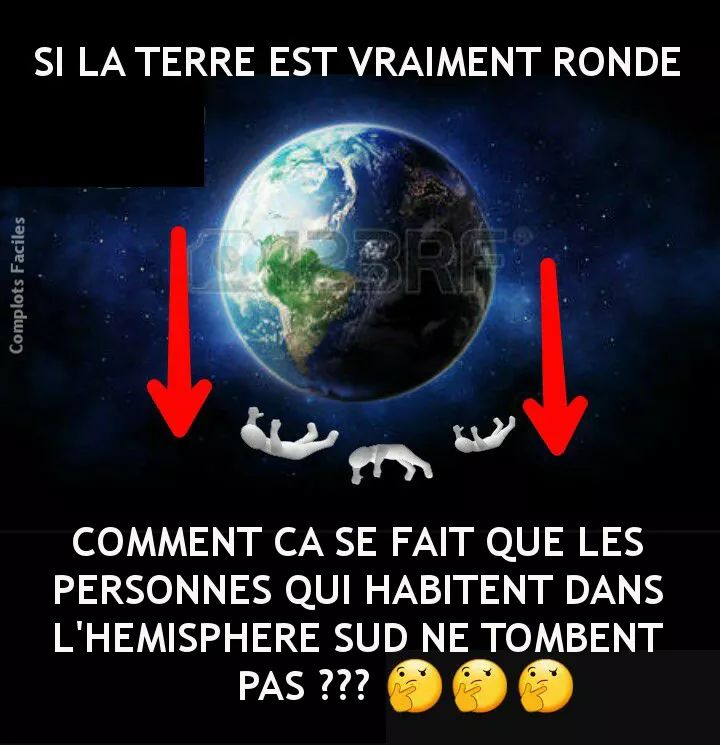 SI LA TERRE EST VRAIMENT RONDE
Complots Faciles
123RF®
COMMENT CA SE FAIT QUE LES
PERSONNES QUI HABITENT DANS
L'HEMISPHERE SUD NE TOMBENT
PAS ??? 🤔🤔🤔